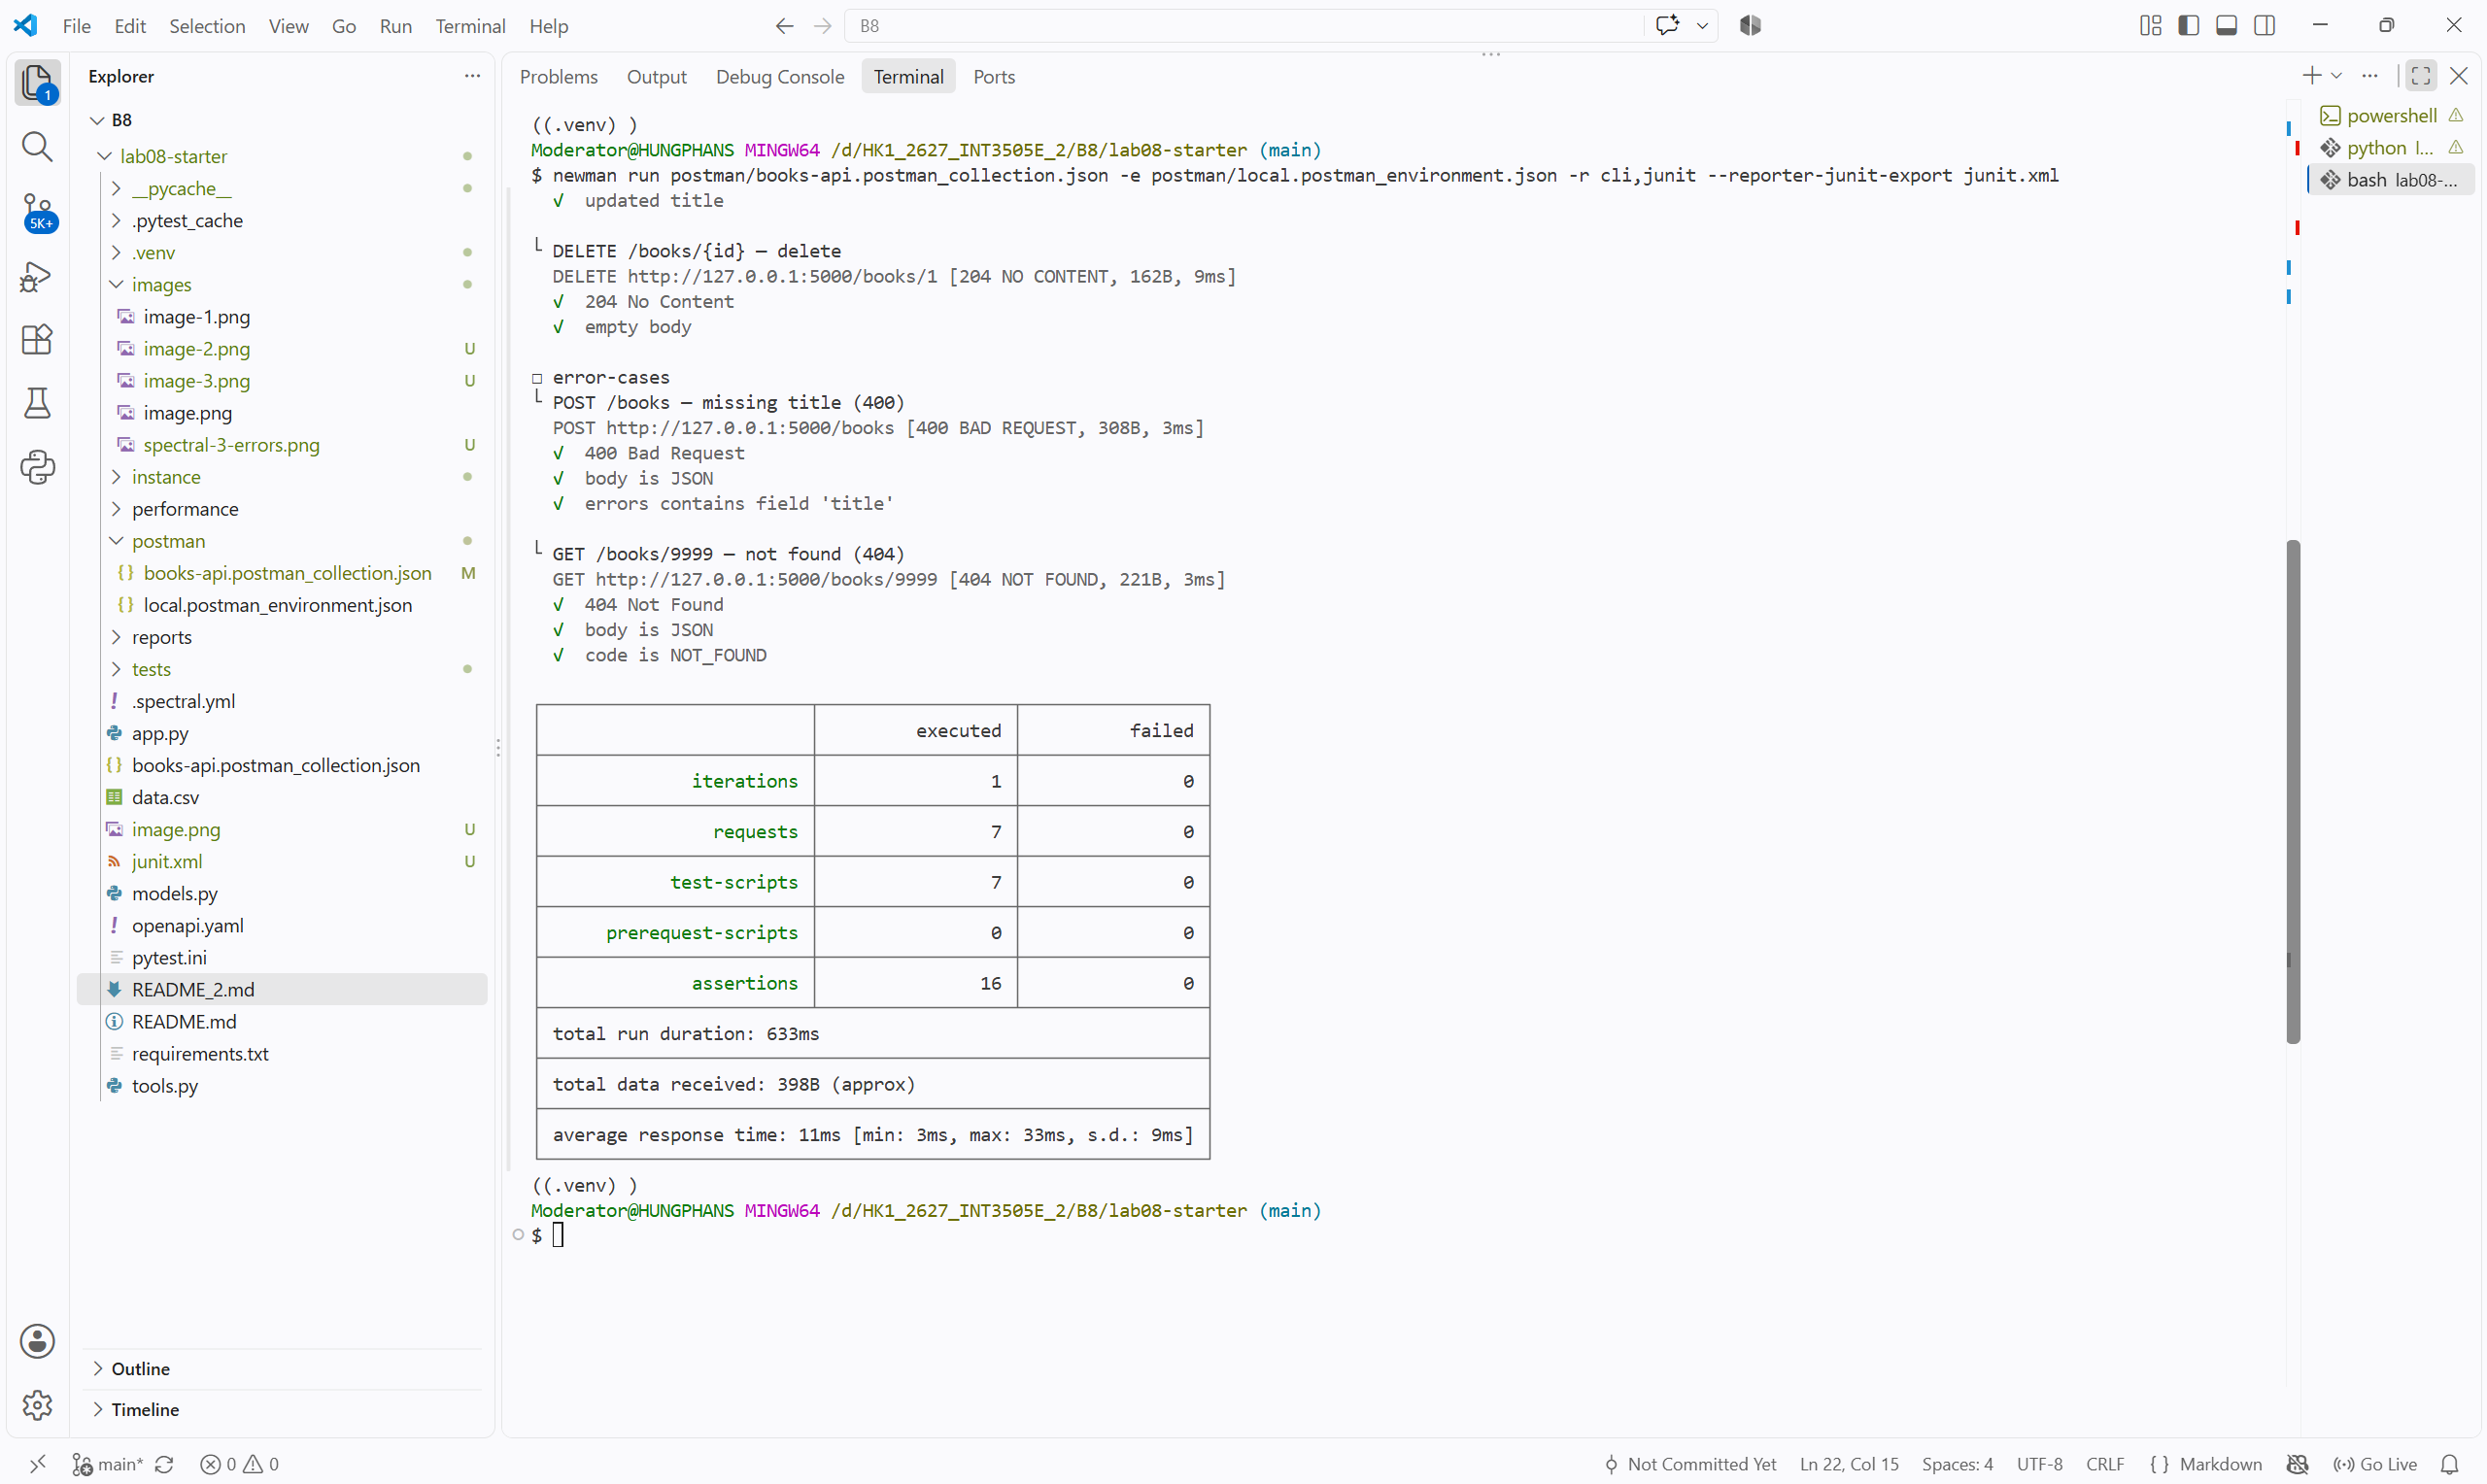 File Edit Selection View Go Run Terminal Help
B8
Explorer
1
5K+
B8
lab08-starter
__pycache__
.pytest_cache
.venv
images
image-1.png
image-2.png U
image-3.png U
image.png
spectral-3-errors.png U
instance
performance
postman
books-api.postman_collection.json M
local.postman_environment.json
reports
tests
.spectral.yml
app.py
books-api.postman_collection.json
data.csv
image.png U
junit.xml U
models.py
openapi.yaml
pytest.ini
README_2.md
README.md
requirements.txt
tools.py
Outline
Timeline
Problems Output Debug Console Terminal Ports
((.venv) )
Moderator@HUNGPHANS MINGW64 /d/HK1_2627_INT3505E_2/B8/lab08-starter (main)
$ newman run postman/books-api.postman_collection.json -e postman/local.postman_environment.json -r cli,junit --reporter-junit-export junit.xml
√ updated title
└ DELETE /books/{id} — delete
DELETE http://127.0.0.1:5000/books/1 [204 NO CONTENT, 162B, 9ms]
√ 204 No Content
√ empty body
□ error-cases
└ POST /books — missing title (400)
POST http://127.0.0.1:5000/books [400 BAD REQUEST, 308B, 3ms]
√ 400 Bad Request
√ body is JSON
√ errors contains field 'title'
└ GET /books/9999 — not found (404)
GET http://127.0.0.1:5000/books/9999 [404 NOT FOUND, 221B, 3ms]
√ 404 Not Found
√ body is JSON
√ code is NOT_FOUND
executed failed
iterations 1 0
requests 7 0
test-scripts 7 0
prerequest-scripts 0 0
assertions 16 0
total run duration: 633ms
total data received: 398B (approx)
average response time: 11ms [min: 3ms, max: 33ms, s.d.: 9ms]
((.venv) )
Moderator@HUNGPHANS MINGW64 /d/HK1_2627_INT3505E_2/B8/lab08-starter (main)
$
powershell
python l...
bash lab08-...
main* 0 0
Not Committed Yet Ln 22, Col 15 Spaces: 4 UTF-8 CRLF { } Markdown Go Live